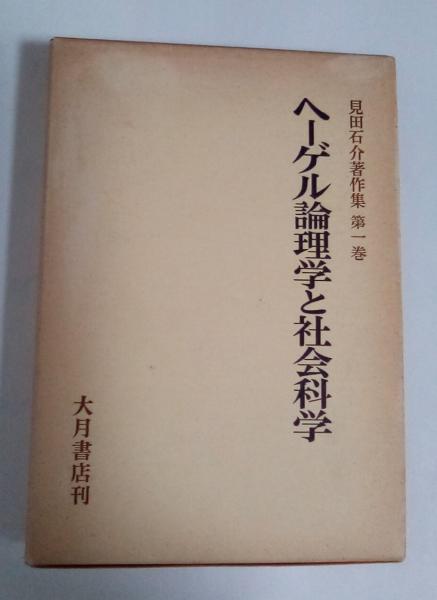 見田石介著作集 第一巻
ヘーゲル論理学と社会科学
大月書店刊